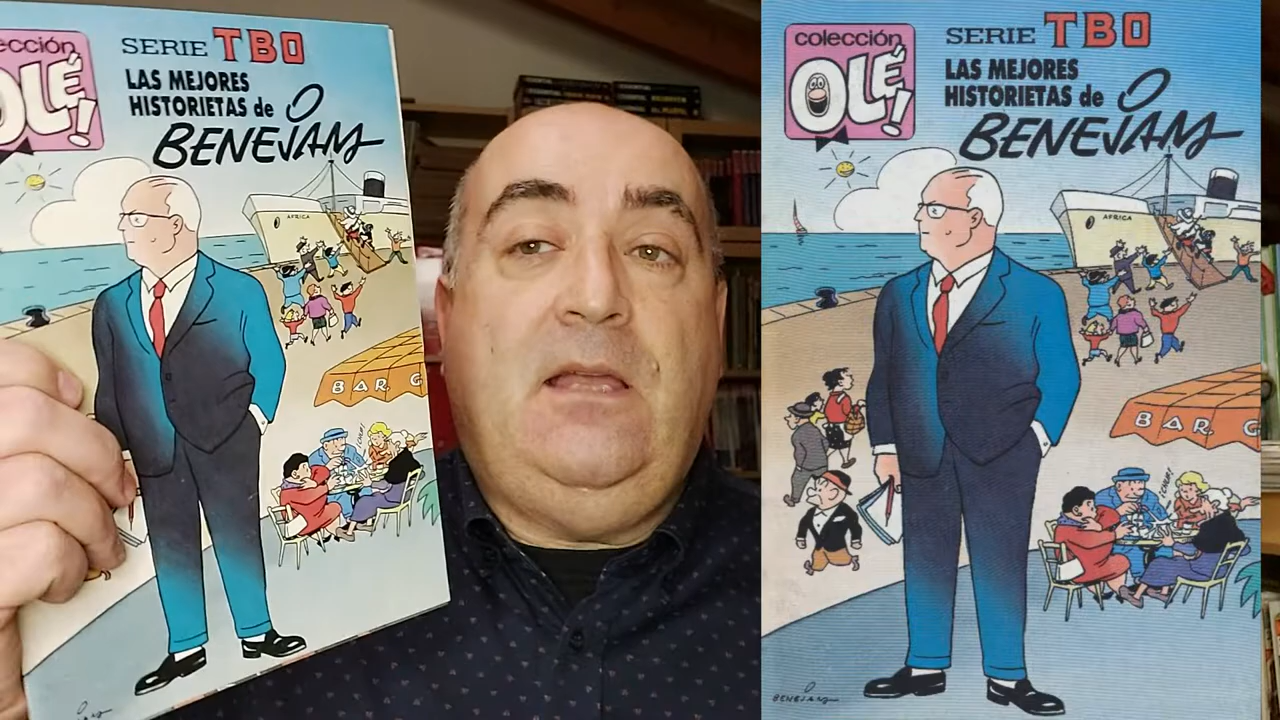 ección
OLÉ!
SERIE TBO
LAS MEJORES
HISTORIETAS de
BENEJAM
AFRICA
BAR G
colección
OLÉ!
SERIE TBO
LAS MEJORES
HISTORIETAS de
BENEJAM
AFRICA
BAR G
BENEJAM